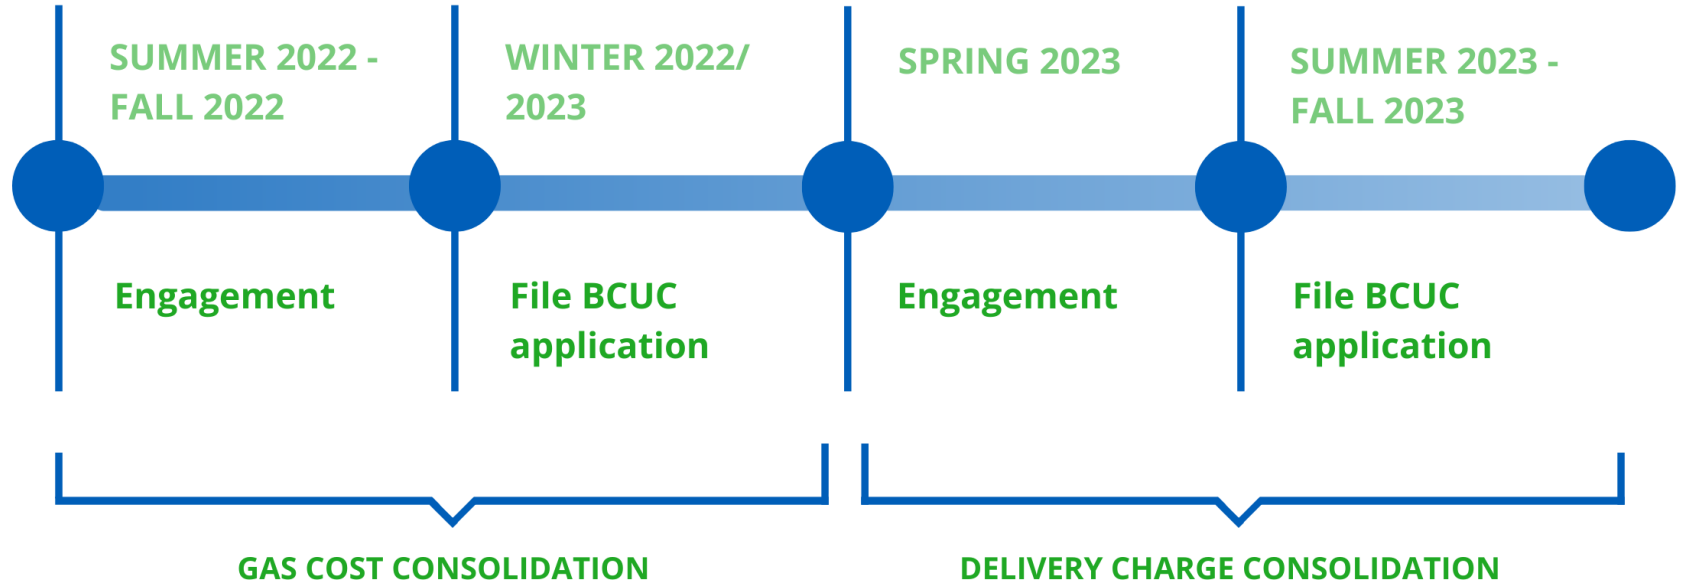 SUMMER 2022 -
FALL 2022
WINTER 2022/
2023
SPRING 2023
SUMMER 2023 -
FALL 2023
Engagement
File BCUC
application
Engagement
File BCUC
application
GAS COST CONSOLIDATION
DELIVERY CHARGE CONSOLIDATION